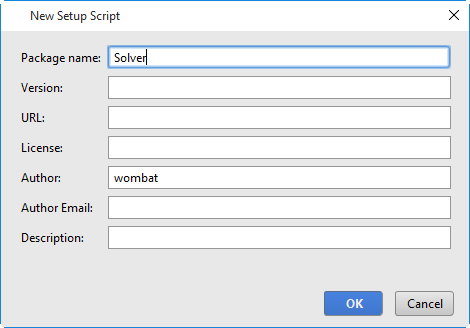 New Setup Script
Package name: Solver
Version:
URL:
License:
Author: wombat
Author Email:
Description:
OK Cancel